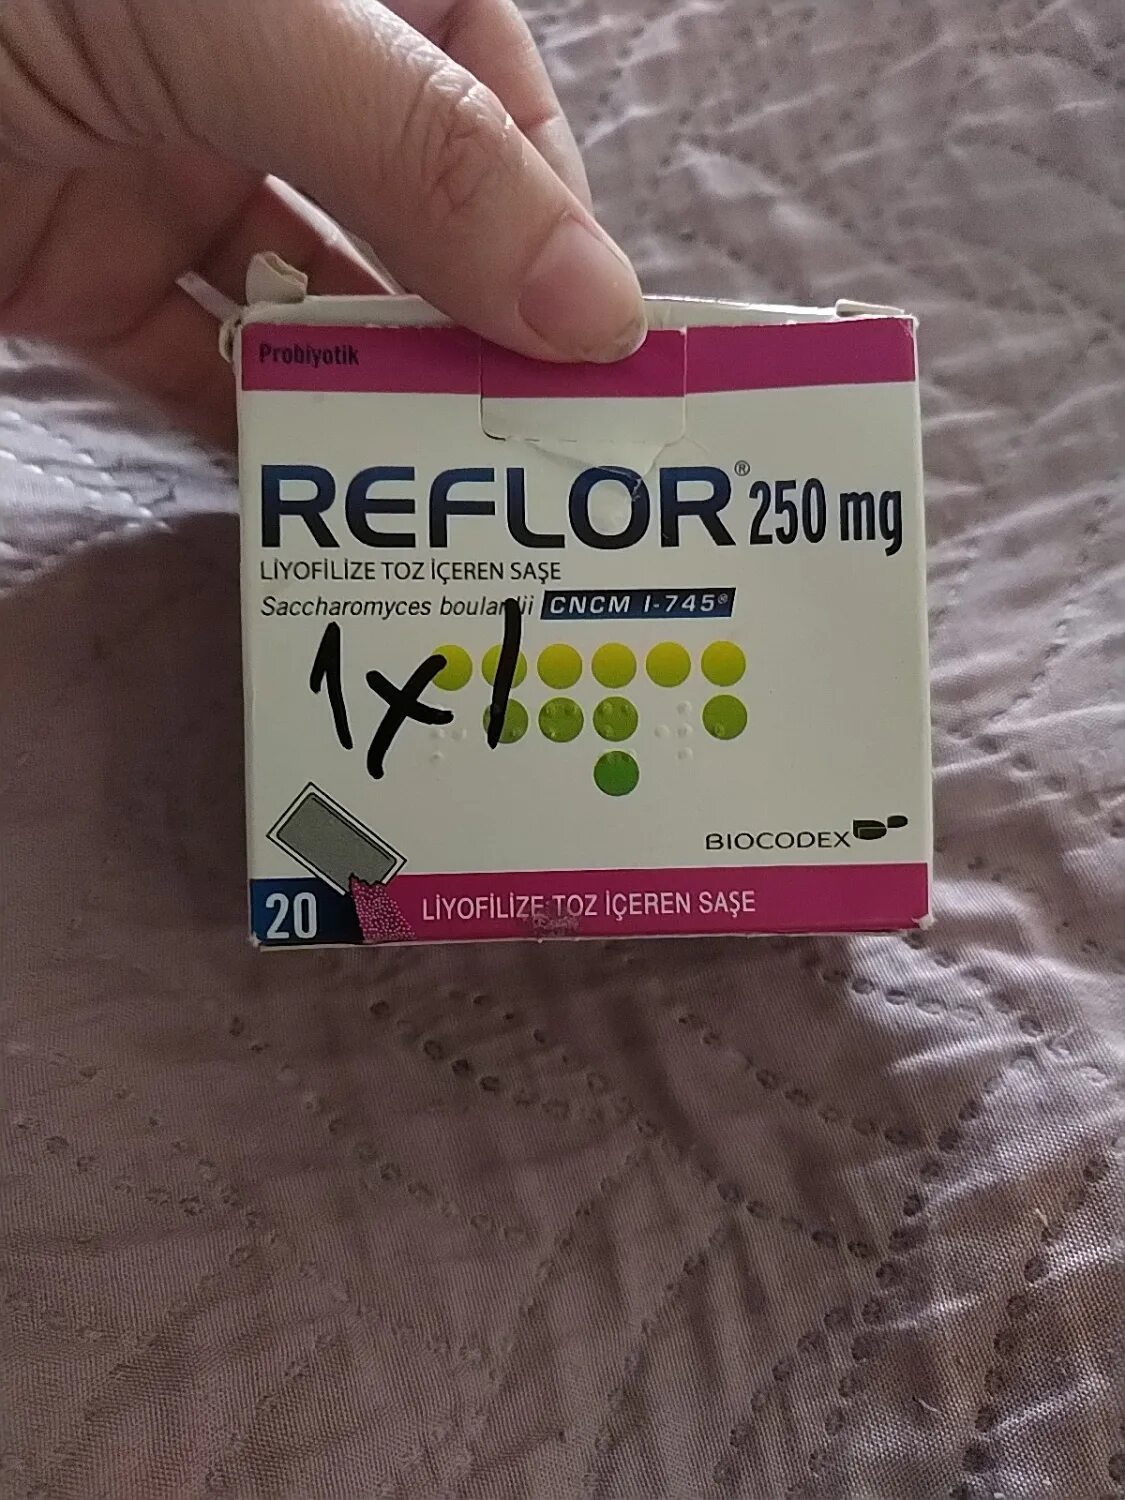 Probiyotik
REFLOR® 250 mg
LİYOFİLİZE TOZ İÇEREN SAŞE
Saccharomyces boulardii CNCM I-745®
1x1
BIOCODEX
20 LİYOFİLİZE TOZ İÇEREN SAŞE